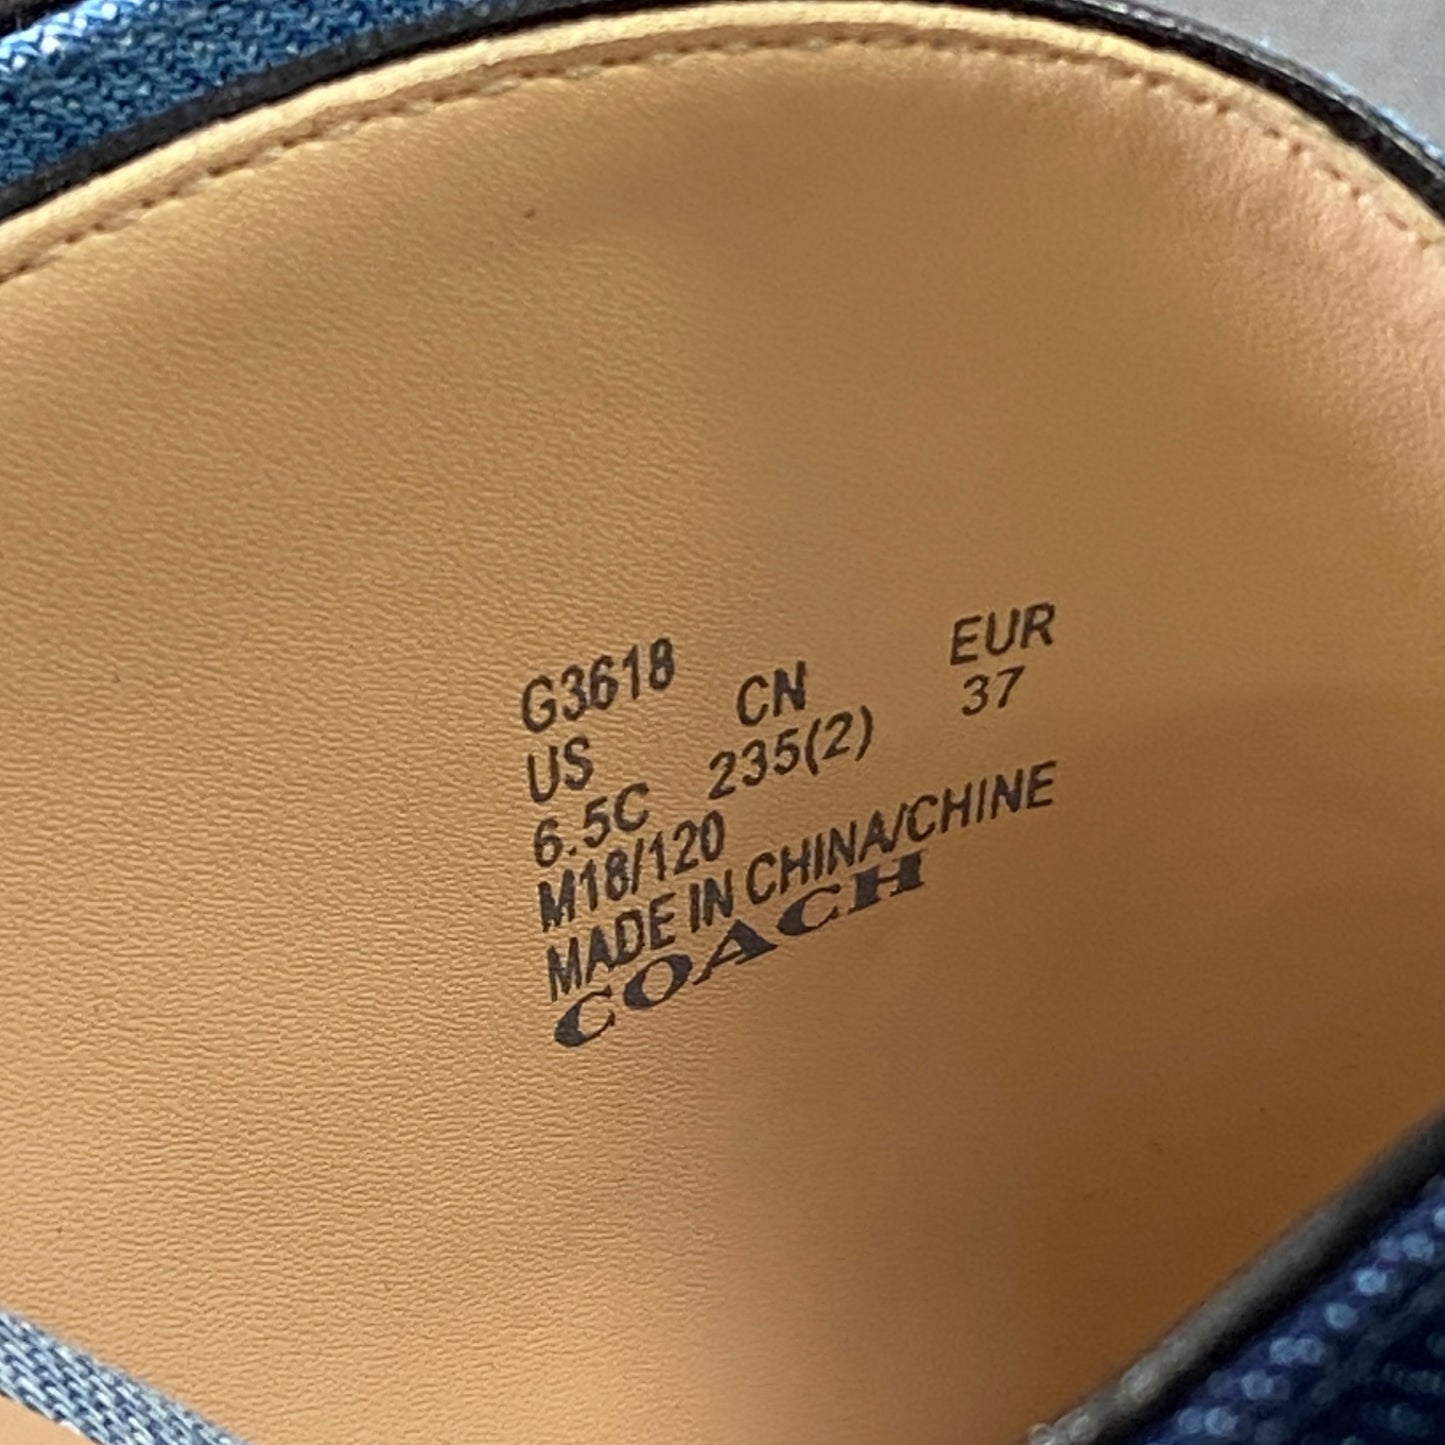 G3618
US CN EUR
6.5C 235(2) 37
M18/120
MADE IN CHINA/CHINE
COACH